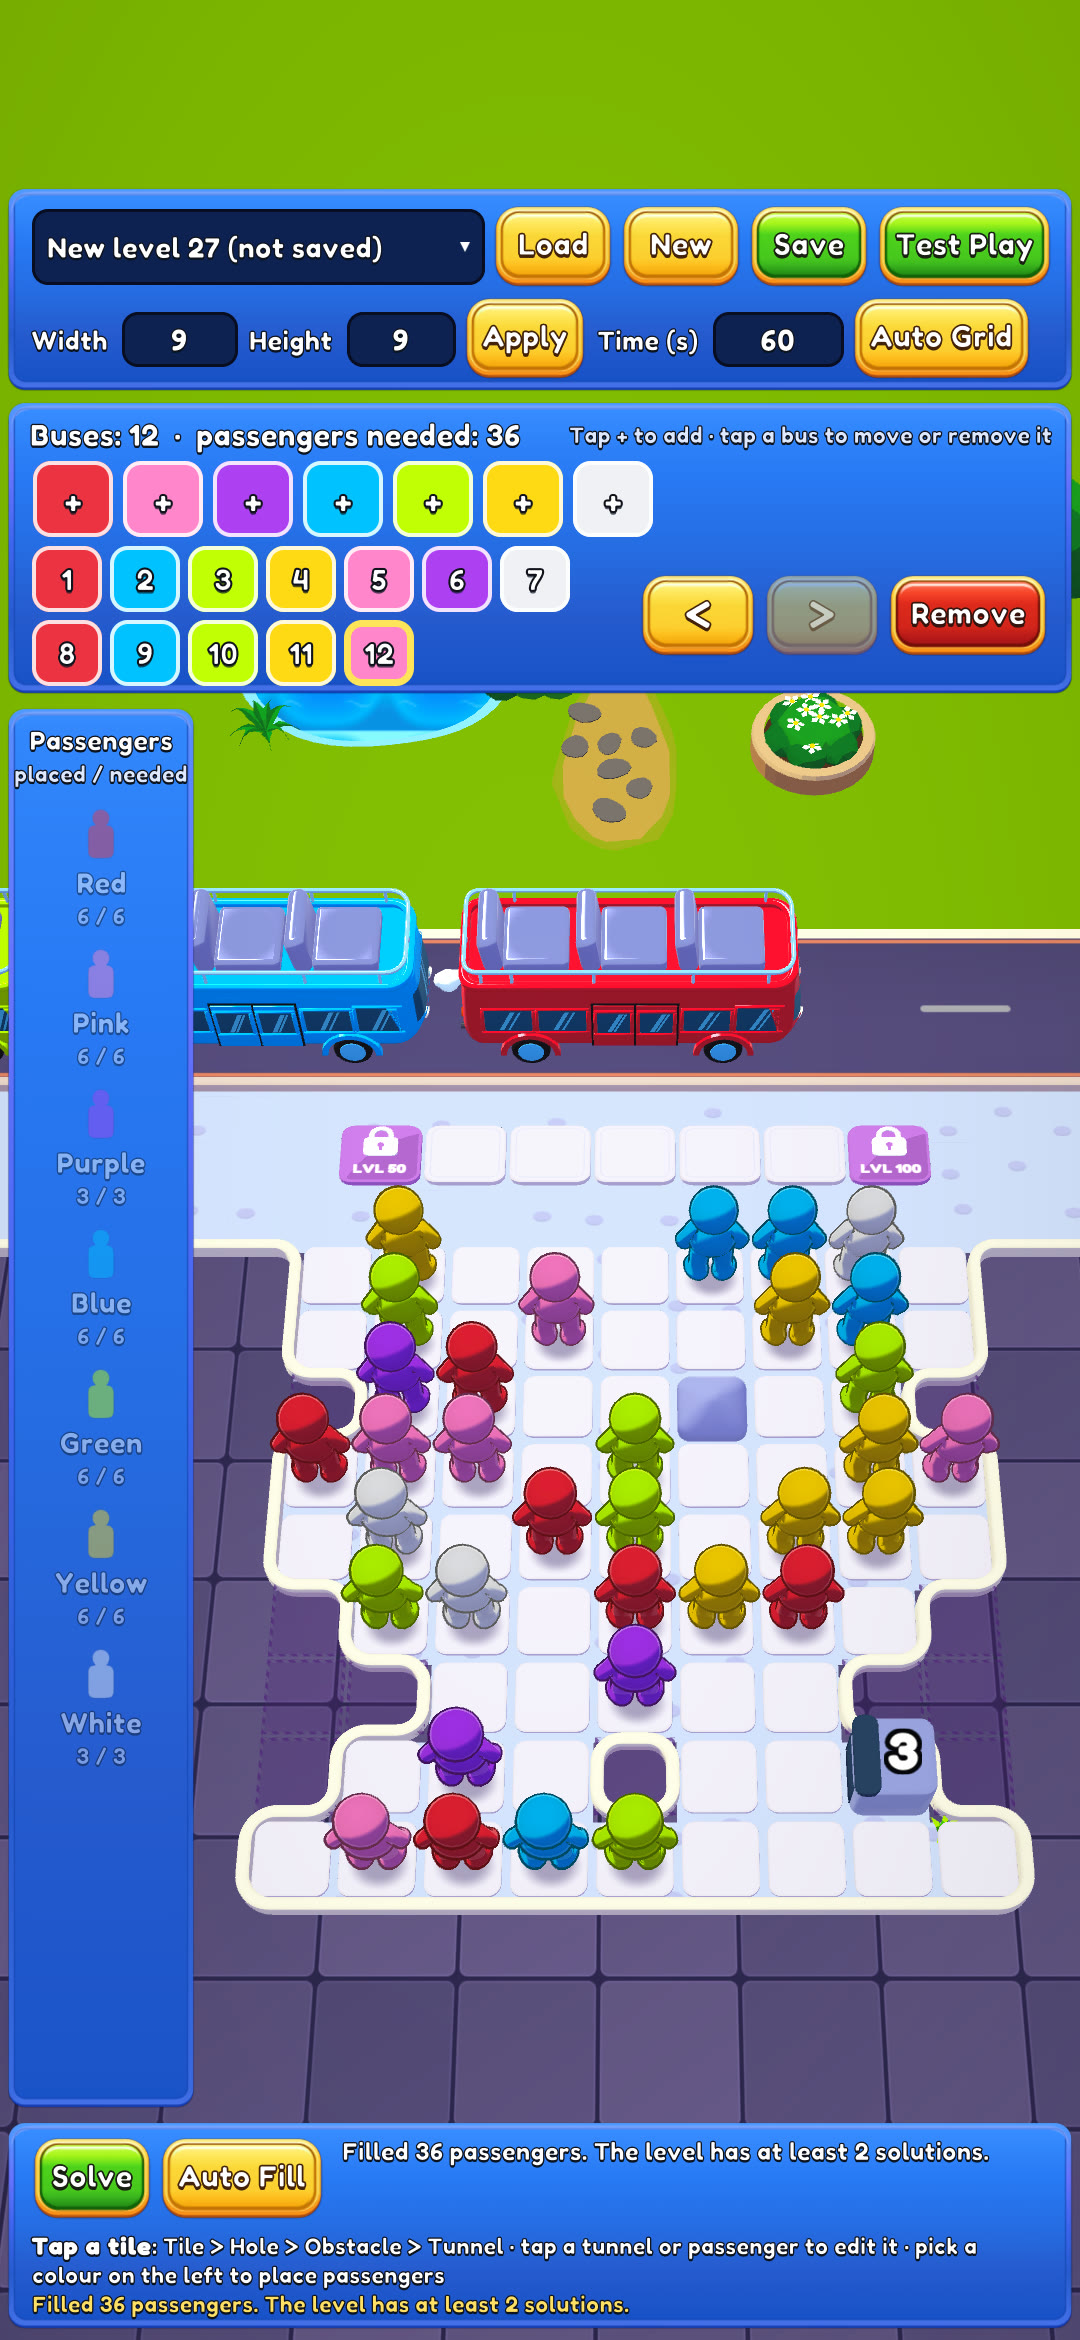 New level 27 (not saved)
Load
New
Save
Test Play
Width
9
Height
9
Apply
Time (s)
60
Auto Grid
Buses: 12 · passengers needed: 36
Tap + to add · tap a bus to move or remove it
+ + + + + + +
1 2 3 4 5 6 7
< > Remove
8 9 10 11 12
Passengers
placed / needed
Red
6 / 6
Pink
6 / 6
Purple
3 / 3
Blue
6 / 6
Green
6 / 6
Yellow
6 / 6
White
3 / 3
LVL 50
LVL 100
3
Solve
Auto Fill
Filled 36 passengers. The level has at least 2 solutions.
Tap a tile: Tile > Hole > Obstacle > Tunnel · tap a tunnel or passenger to edit it · pick a
colour on the left to place passengers
Filled 36 passengers. The level has at least 2 solutions.